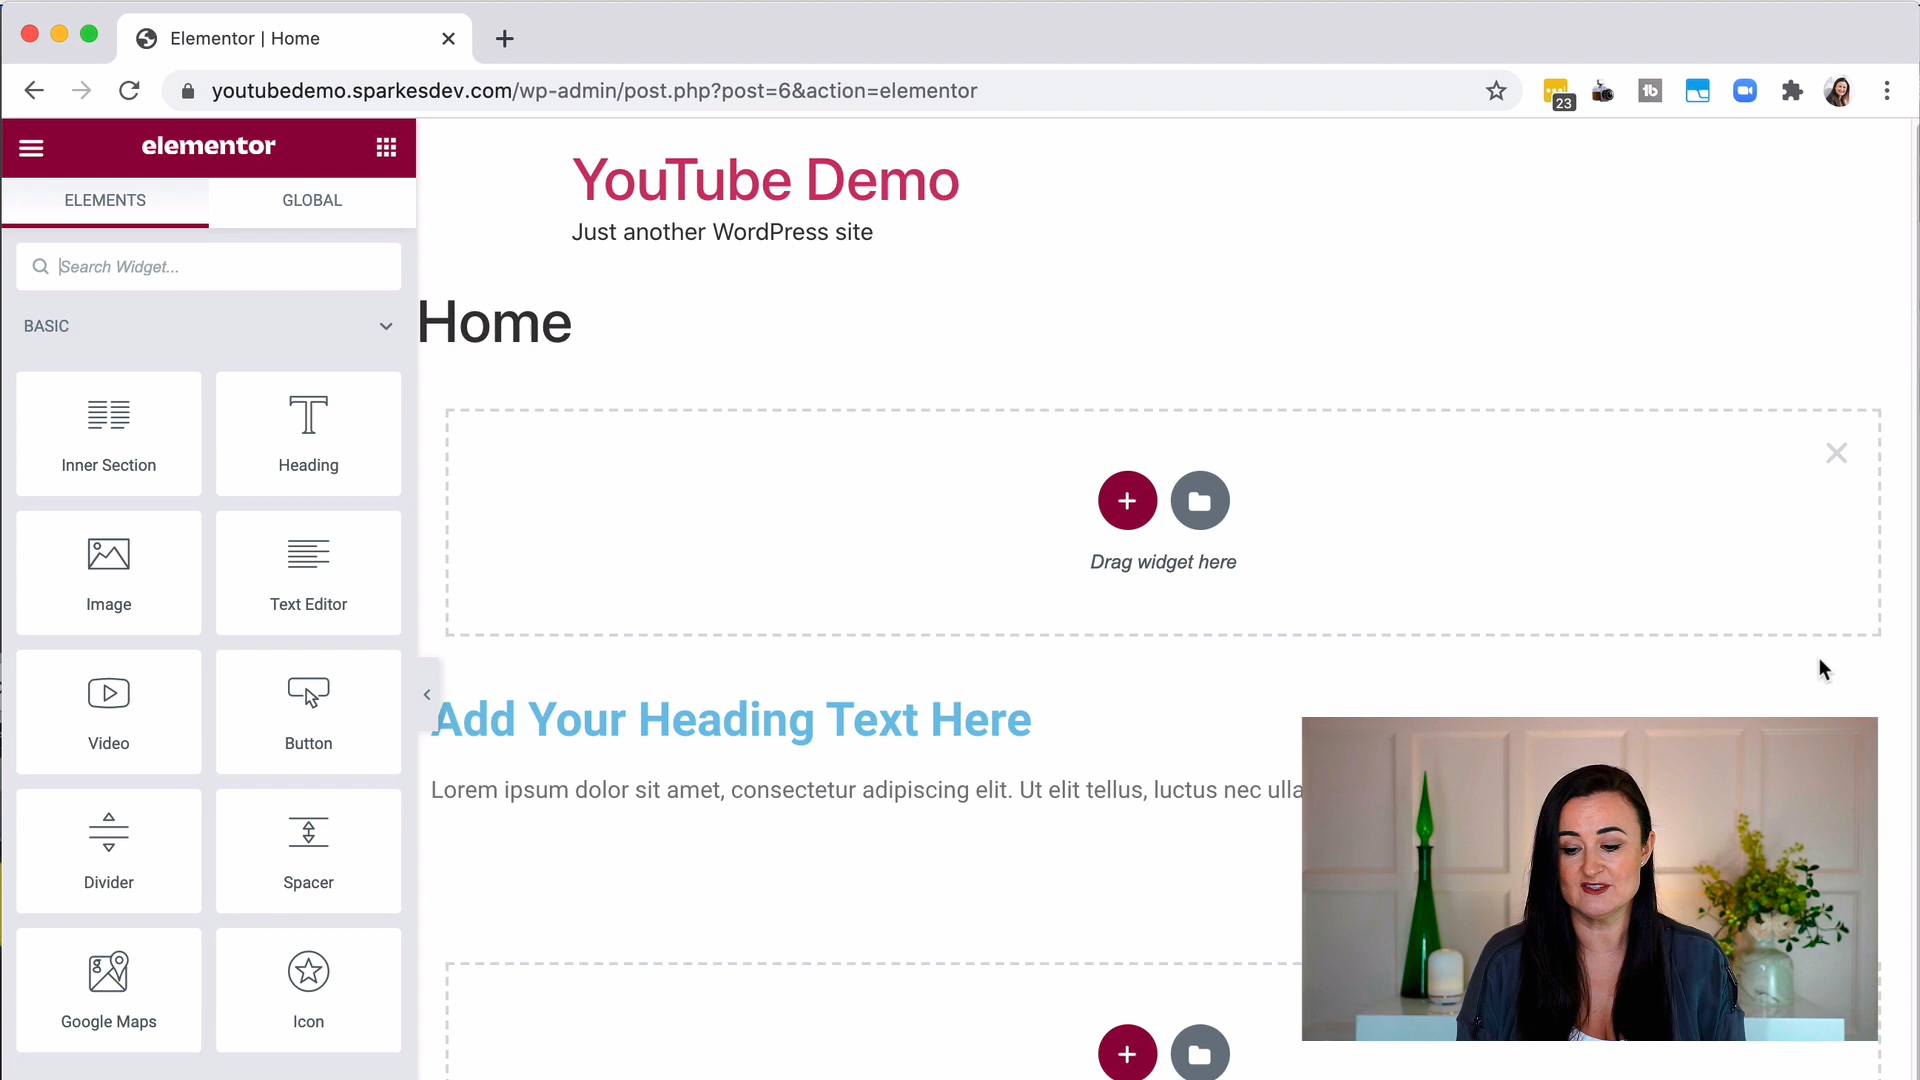 Elementor | Home
youtubedemo.sparkesdev.com/wp-admin/post.php?post=6&action=elementor
23
tb
elementor
ELEMENTS
GLOBAL
Search Widget...
BASIC
Inner Section
Heading
Image
Text Editor
Video
Button
Divider
Spacer
Google Maps
Icon
YouTube Demo
Just another WordPress site
Home
Drag widget here
Add Your Heading Text Here
Lorem ipsum dolor sit amet, consectetur adipiscing elit. Ut elit tellus, luctus nec ulla